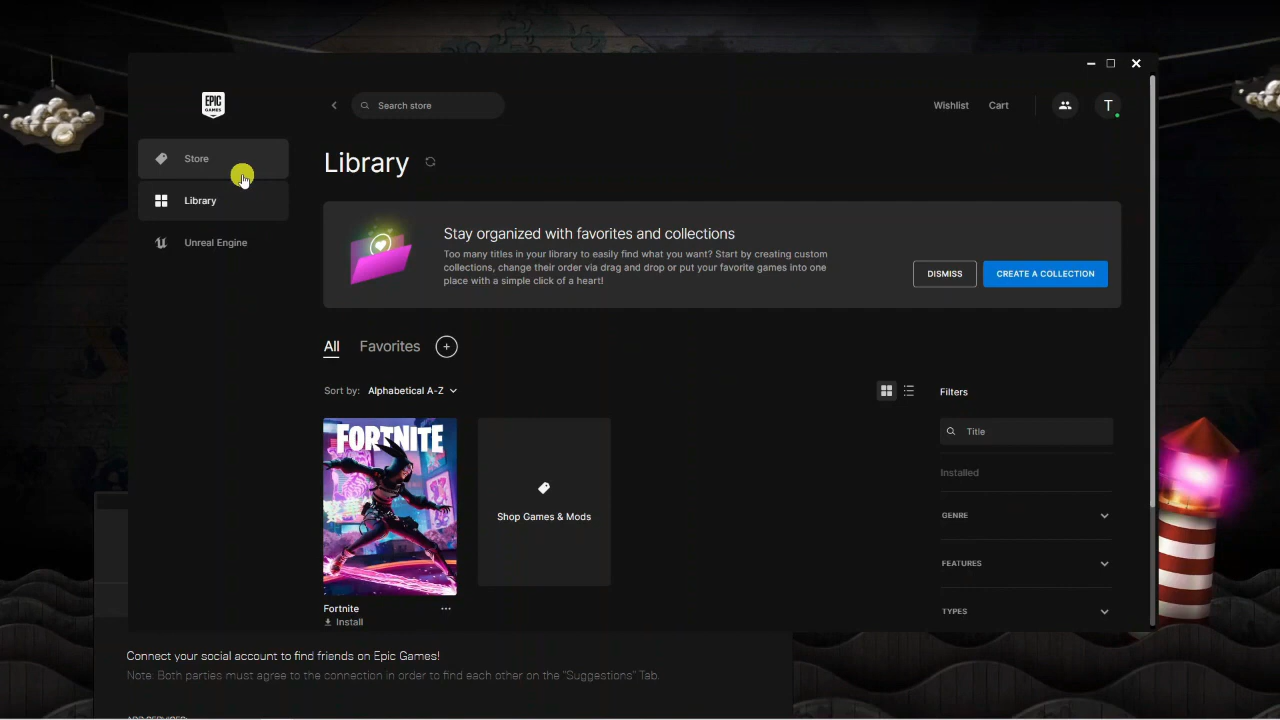 EPIC
GAMES
Search store
Wishlist
Cart
T
Store
Library
Unreal Engine
Library
Stay organized with favorites and collections
Too many titles in your library to easily find what you want? Start by creating custom
collections, change their order via drag and drop or put your favorite games into one
place with a simple click of a heart!
DISMISS
CREATE A COLLECTION
All
Favorites
Sort by: Alphabetical A-Z
Filters
Title
Installed
GENRE
FEATURES
TYPES
FORTNITE
Shop Games & Mods
Fortnite
Install
Connect your social account to find friends on Epic Games!
Note: Both parties must agree to the connection in order to find each other on the "Suggestions" Tab.